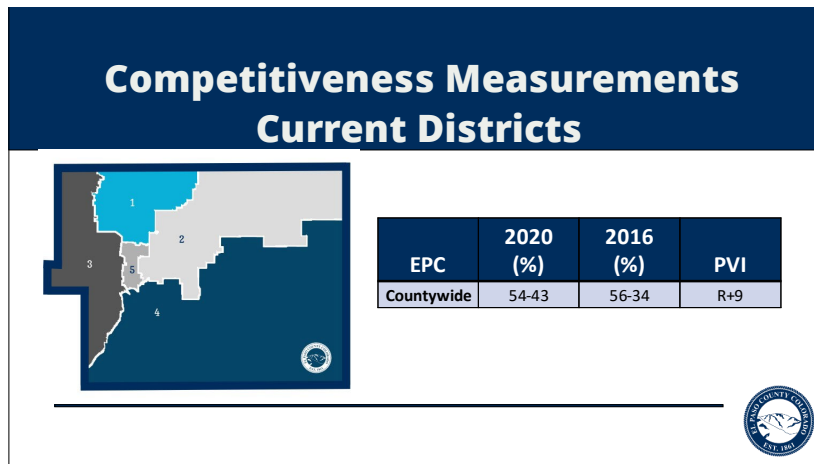 Competitiveness Measurements
Current Districts
1
2
3
5
4
EPC
2020
(%)
2016
(%)
PVI
Countywide
54-43
56-34
R+9
EL PASO COUNTY COLORADO
EST. 1861